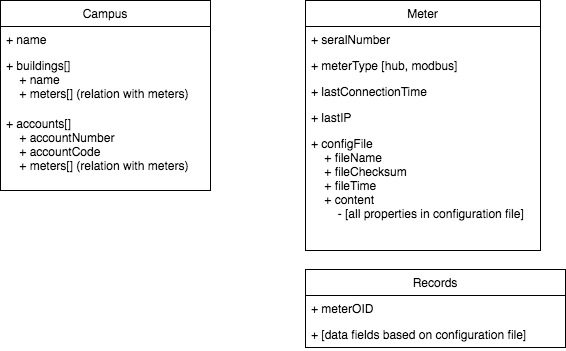 Campus
+ name
+ buildings[]
+ name
+ meters[] (relation with meters)
+ accounts[]
+ accountNumber
+ accountCode
+ meters[] (relation with meters)
Meter
+ seralNumber
+ meterType [hub, modbus]
+ lastConnectionTime
+ lastIP
+ configFile
+ fileName
+ fileChecksum
+ fileTime
+ content
- [all properties in configuration file]
Records
+ meterOID
+ [data fields based on configuration file]